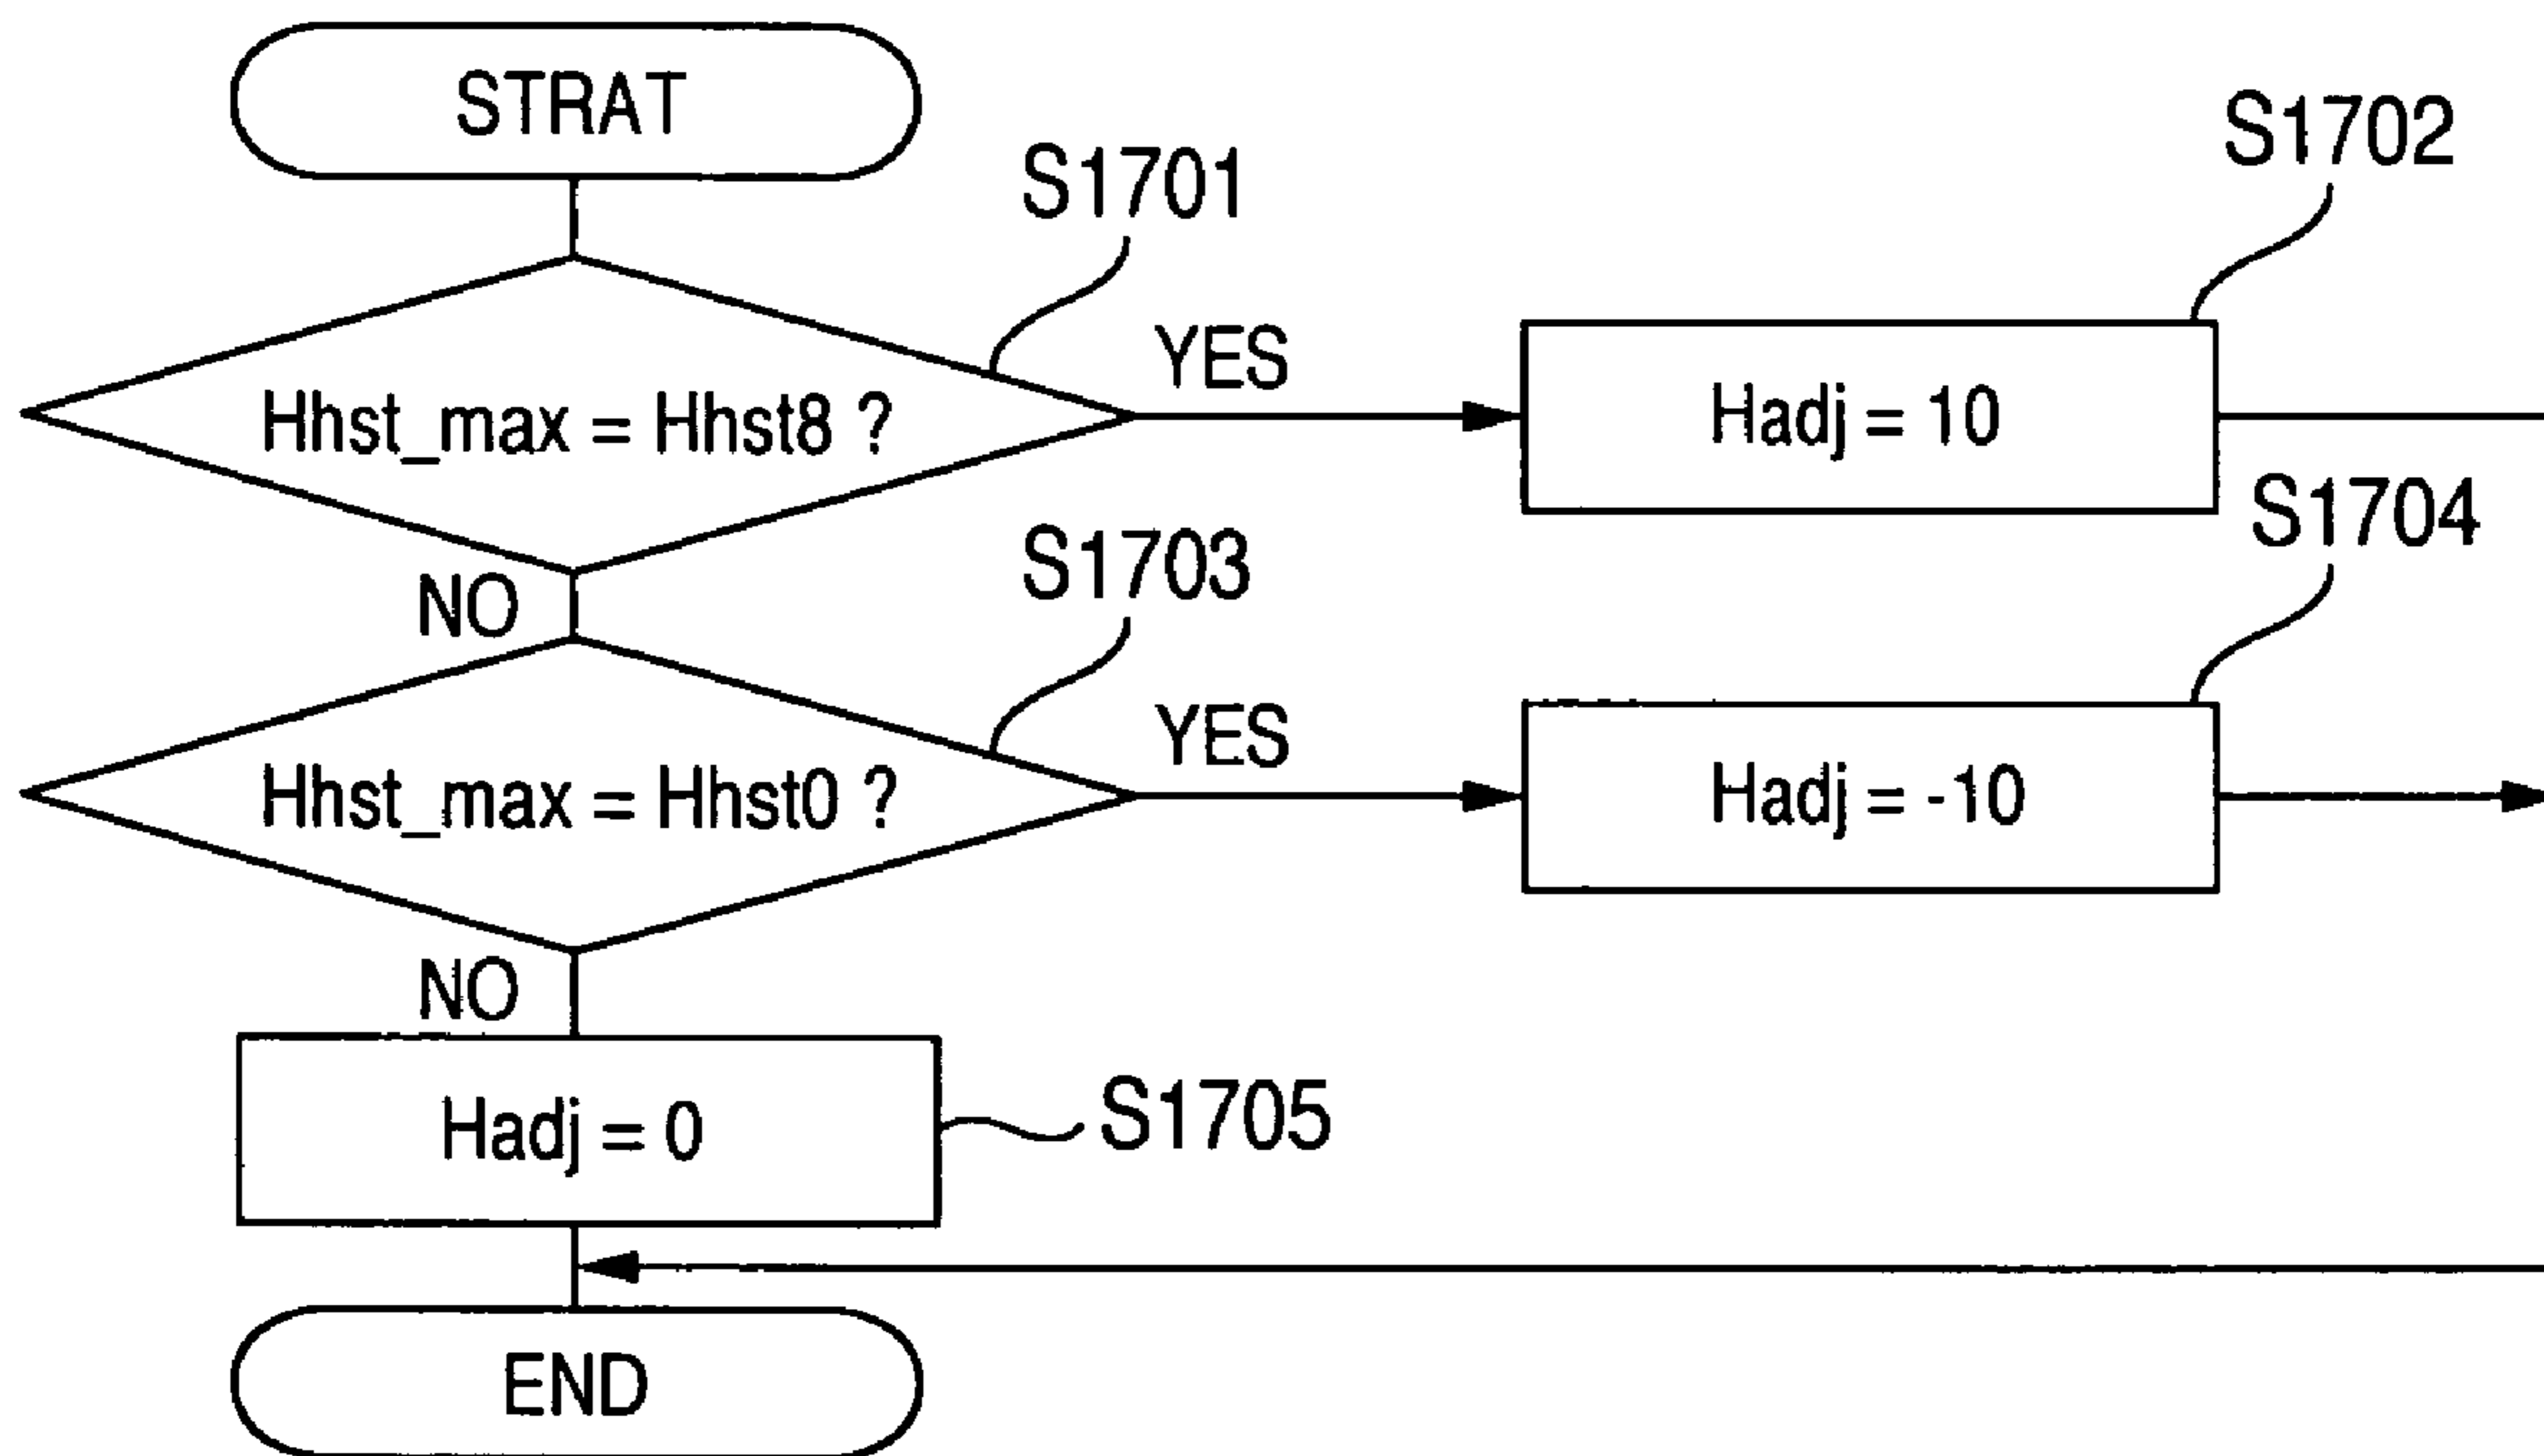 STRAT
S1701
S1702
Hhst_max = Hhst8 ?
YES
Hadj = 10
NO
S1703
S1704
Hhst_max = Hhst0 ?
YES
Hadj = -10
NO
Hadj = 0
S1705
END